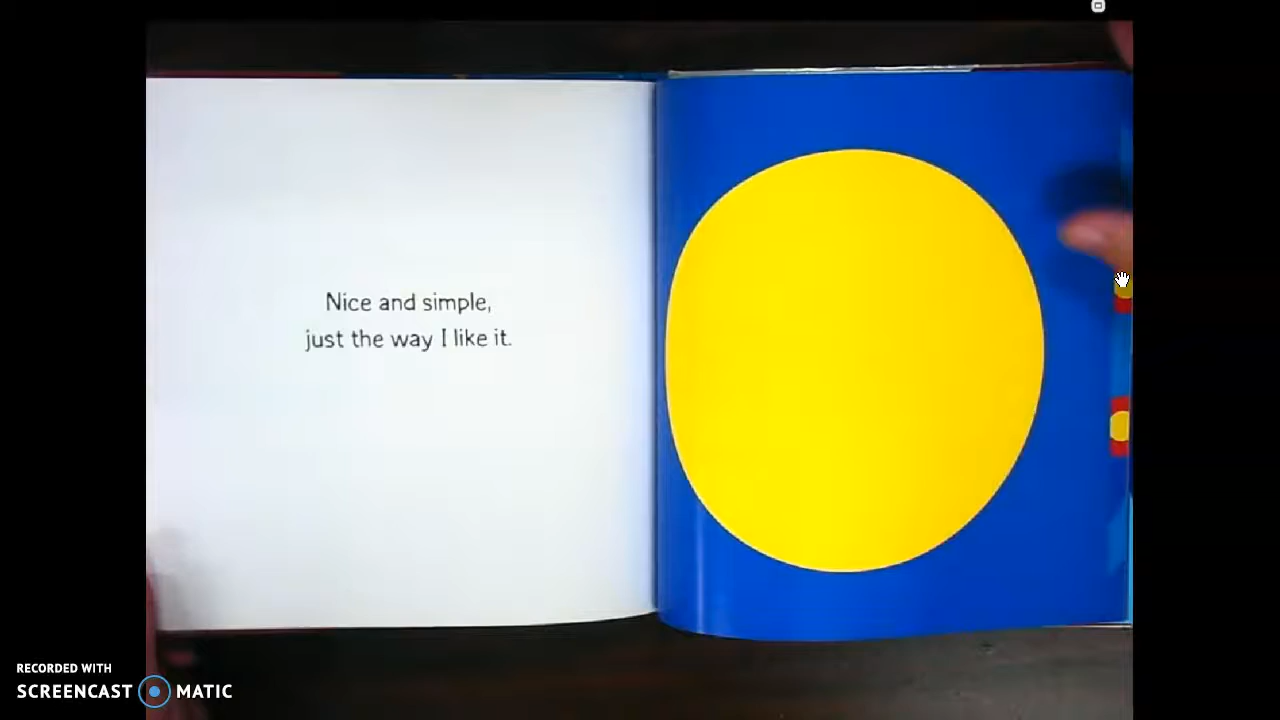 Nice and simple,
just the way I like it.
RECORDED WITH
SCREENCAST MATIC